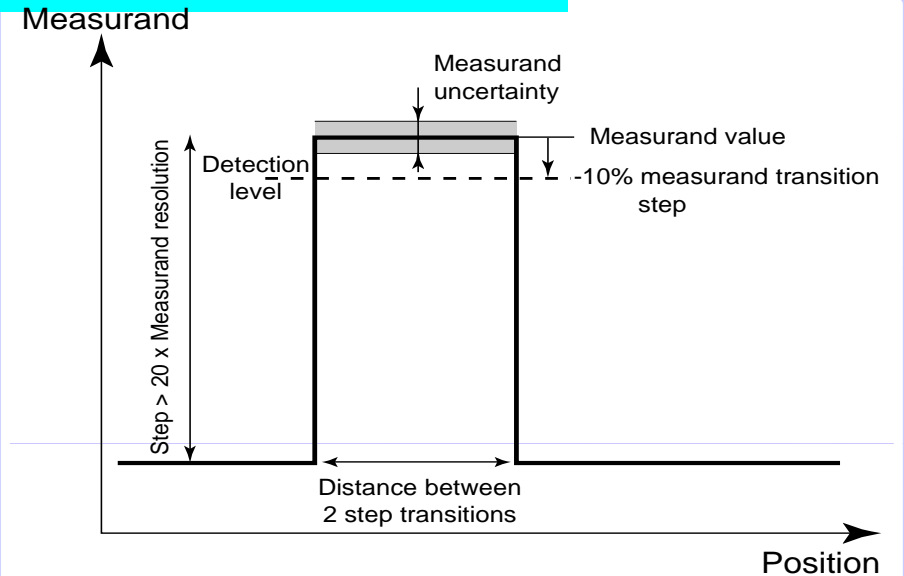 Measurand
Measurand
uncertainty
Measurand value
Detection
level
-10% measurand transition
step
Step > 20 x Measurand resolution
Distance between
2 step transitions
Position